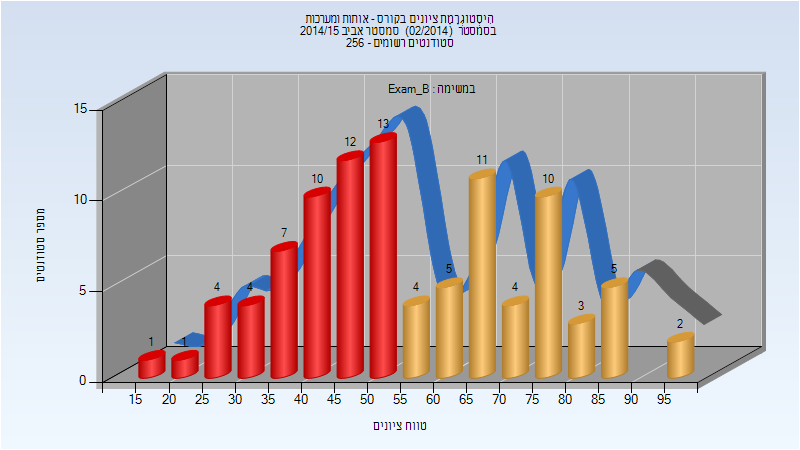 היסטוגרמת ציונים בקורס - אותות ומערכות
בסמסטר (02/2014) סמסטר אביב 2014/15
סטודנטים רשומים - 256
במשימה : Exam_B
מספר סטודנטים
15
10
5
0
1
1
4
4
7
10
12
13
4
5
11
4
10
3
5
2
15 20 25 30 35 40 45 50 55 60 65 70 75 80 85 90 95
טווח ציונים